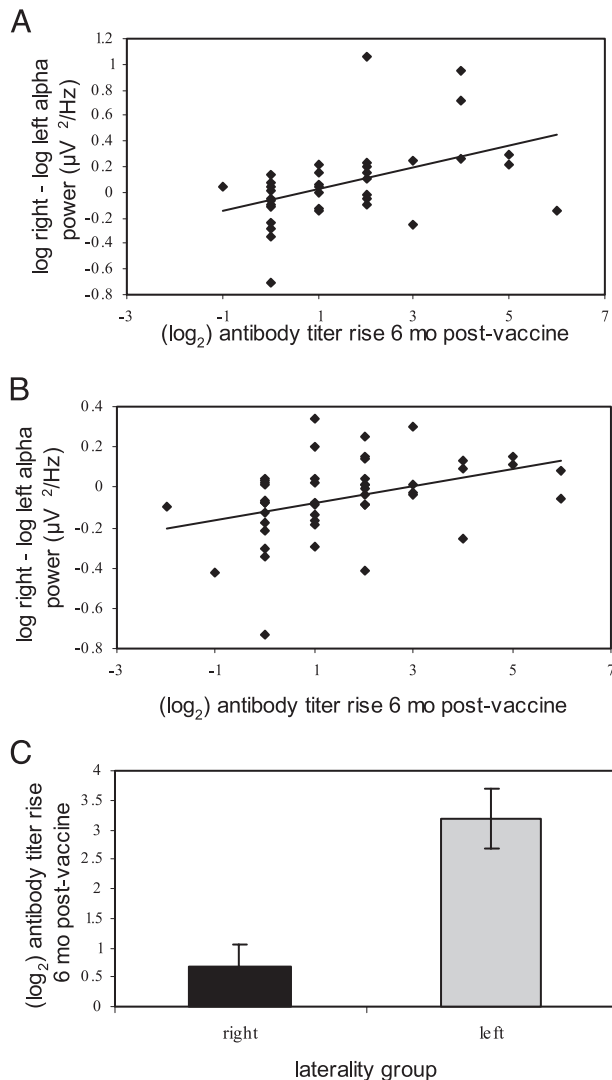 A
1.2
1
0.8
0.6
0.4
0.2
0
-0.2
-0.4
-0.6
-0.8
log right - log left alpha
power (µV ²/Hz)
-3 -1 1 3 5 7
(log₂) antibody titer rise 6 mo post-vaccine
B
0.4
0.2
0
-0.2
-0.4
-0.6
-0.8
log right - log left alpha
power (µV ²/Hz)
-3 -1 1 3 5 7
(log₂) antibody titer rise 6 mo post-vaccine
C
4
3.5
3
2.5
2
1.5
1
0.5
0
(log₂) antibody titer rise
6 mo post-vaccine
right left
laterality group